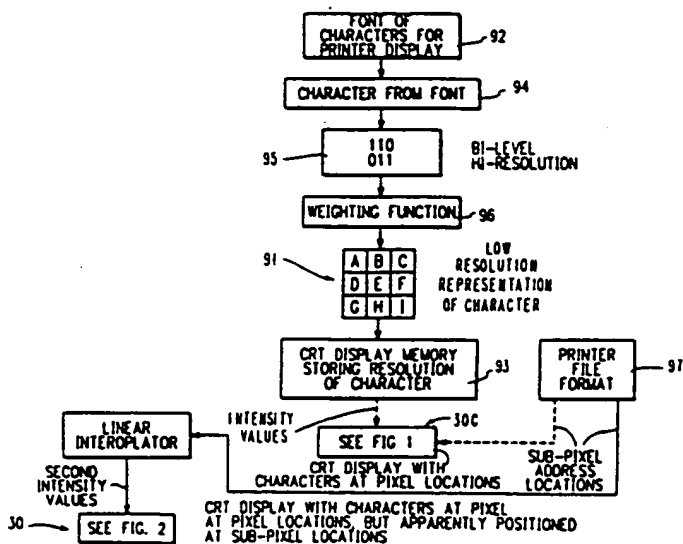 FONT OF
CHARACTERS FOR
PRINTER DISPLAY
92
CHARACTER FROM FONT
94
110
011
95
BI-LEVEL
HI-RESOLUTION
WEIGHTING FUNCTION
96
91
A B C
D E F
G H I
LOW
RESOLUTION
REPRESENTATION
OF CHARACTER
CRT DISPLAY MEMORY
STORING RESOLUTION
OF CHARACTER
93
PRINTER
FILE
FORMAT
97
LINEAR
INTEROPLATOR
INTENSITY
VALUES
30C
SEE FIG 1
CRT DISPLAY WITH
CHARACTERS AT PIXEL LOCATIONS
SUB-PIXEL
ADDRESS
LOCATIONS
SECOND
INTENSITY
VALUES
30
SEE FIG. 2
CRT DISPLAY WITH CHARACTERS AT PIXEL
AT PIXEL LOCATIONS, BUT APPARENTLY POSITIONED
AT SUB-PIXEL LOCATIONS